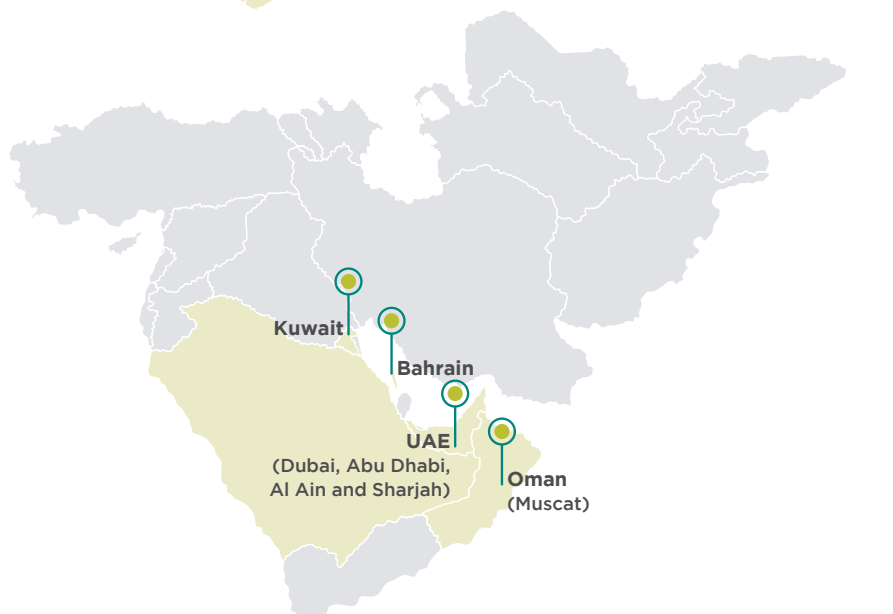 Kuwait
Bahrain
UAE
(Dubai, Abu Dhabi,
Al Ain and Sharjah)
Oman
(Muscat)